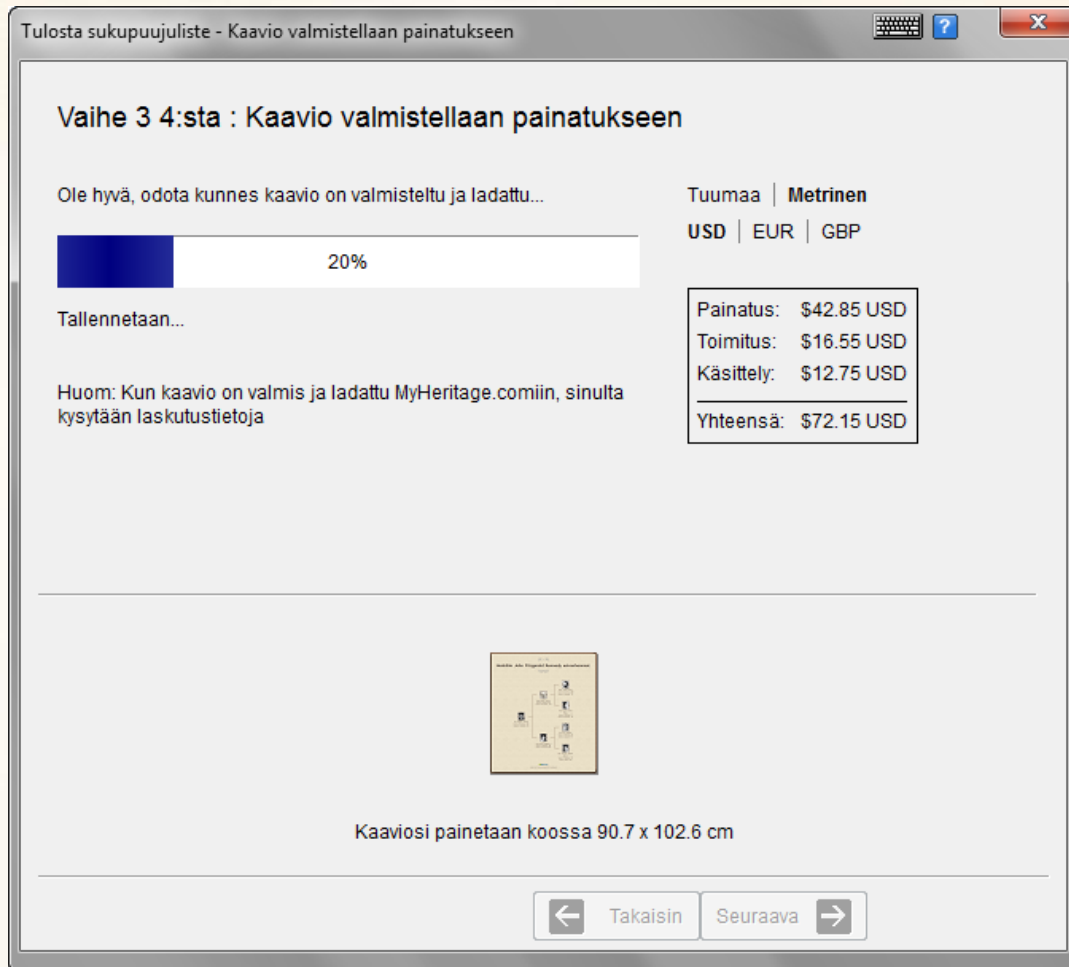 Tulosta sukupuujuliste - Kaavio valmistellaan painatukseen
?
X
Vaihe 3 4:sta : Kaavio valmistellaan painatukseen
Ole hyvä, odota kunnes kaavio on valmisteltu ja ladattu...
20%
Tallennetaan...
Huom: Kun kaavio on valmis ja ladattu MyHeritage.comiin, sinulta
kysytään laskutustietoja
Tuumaa | Metrinen
USD | EUR | GBP
Painatus: $42.85 USD
Toimitus: $16.55 USD
Käsittely: $12.75 USD
Yhteensä: $72.15 USD
Kaaviosi painetaan koossa 90.7 x 102.6 cm
Takaisin
Seuraava